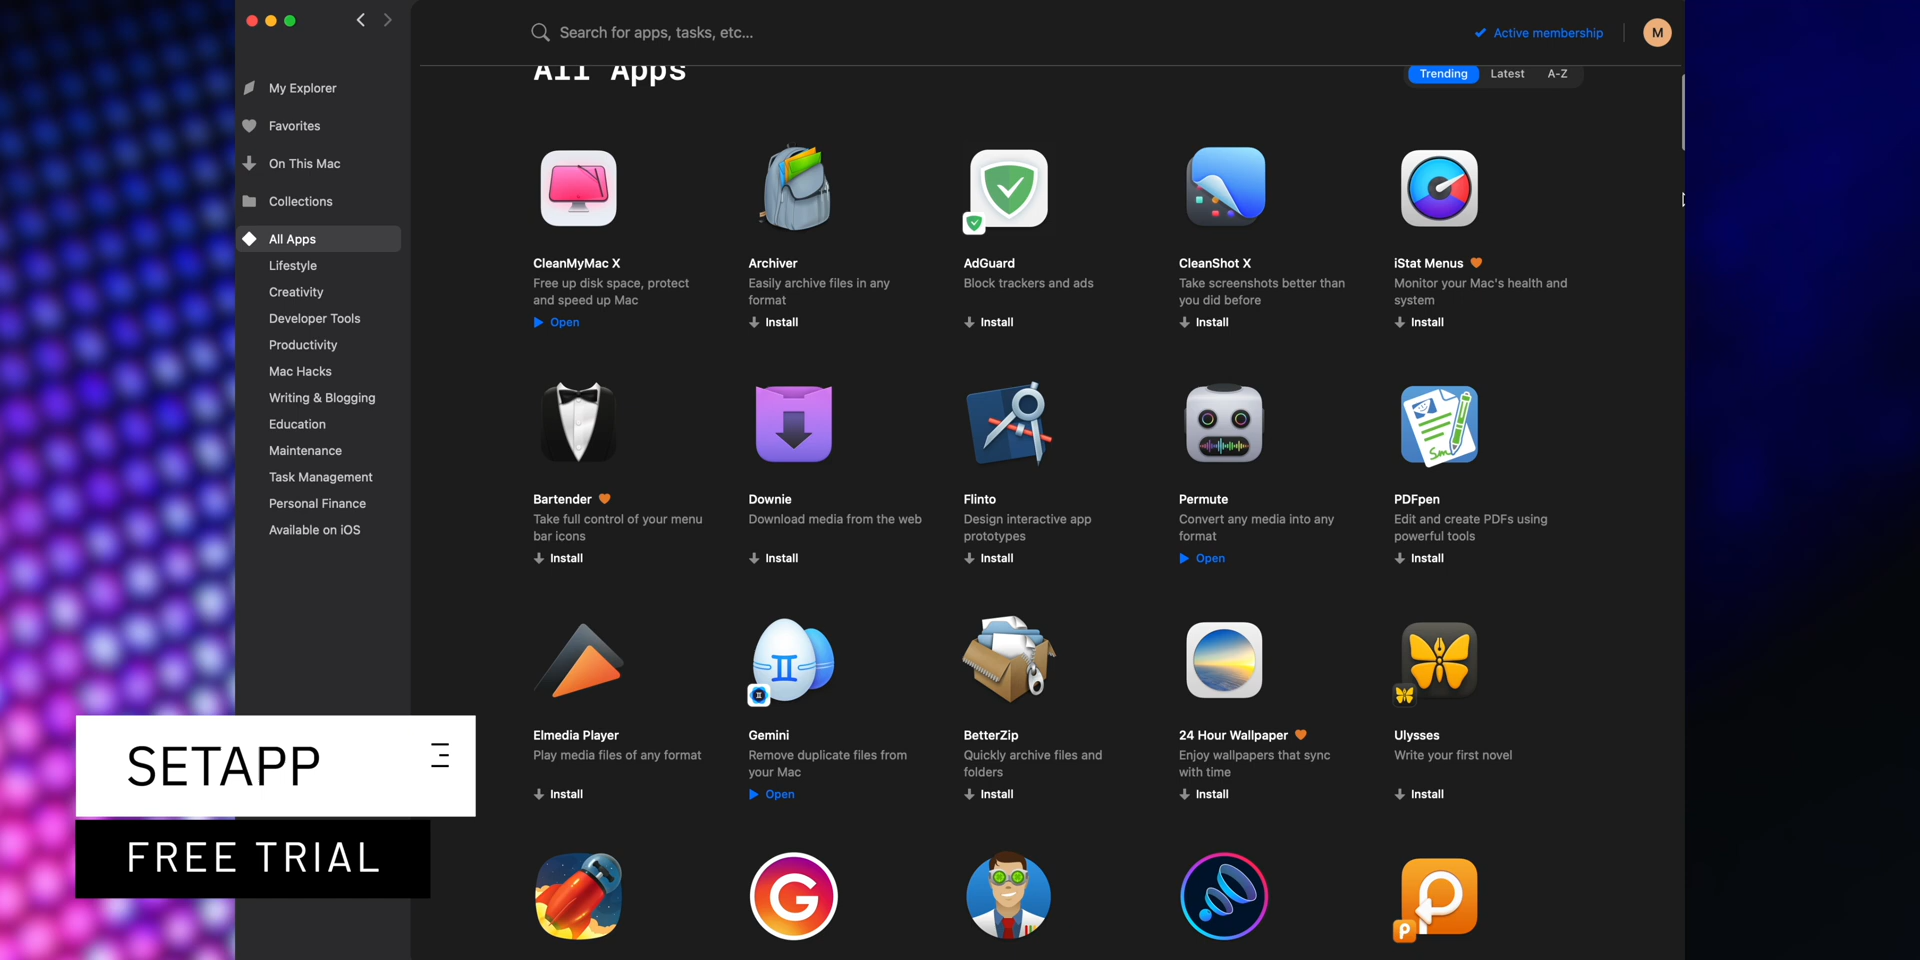 Search for apps, tasks, etc...
Active membership
M
My Explorer
Favorites
On This Mac
Collections
All Apps
Lifestyle
Creativity
Developer Tools
Productivity
Mac Hacks
Writing & Blogging
Education
Maintenance
Task Management
Personal Finance
Available on iOS
All Apps
Trending
Latest
A-Z
CleanMyMac X
Free up disk space, protect
and speed up Mac
Open
Archiver
Easily archive files in any
format
Install
AdGuard
Block trackers and ads
Install
CleanShot X
Take screenshots better than
you did before
Install
iStat Menus
Monitor your Mac's health and
system
Install
Bartender
Take full control of your menu
bar icons
Install
Downie
Download media from the web
Install
Flinto
Design interactive app
prototypes
Install
Permute
Convert any media into any
format
Open
PDFpen
Edit and create PDFs using
powerful tools
Install
Elmedia Player
Play media files of any format
Install
Gemini
Remove duplicate files from
your Mac
Open
BetterZip
Quickly archive files and
folders
Install
24 Hour Wallpaper
Enjoy wallpapers that sync
with time
Install
Ulysses
Write your first novel
Install
G
P
P
SETAPP
FREE TRIAL